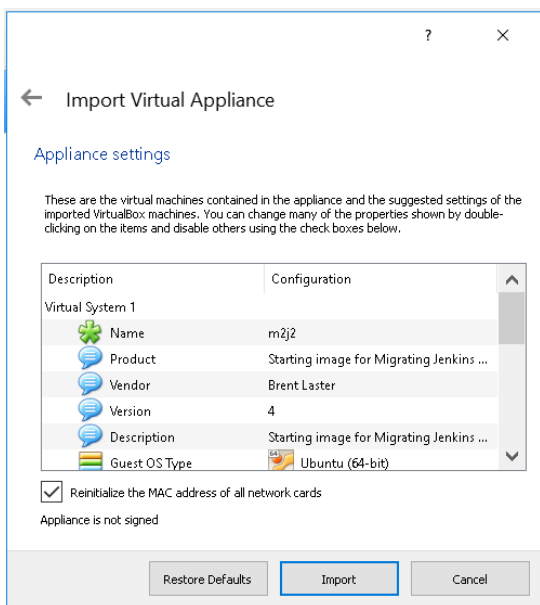 ?
Import Virtual Appliance
Appliance settings
These are the virtual machines contained in the appliance and the suggested settings of the
imported VirtualBox machines. You can change many of the properties shown by double-
clicking on the items and disable others using the check boxes below.
Description Configuration
Virtual System 1
Name m2j2
Product Starting image for Migrating Jenkins ...
Vendor Brent Laster
Version 4
Description Starting image for Migrating Jenkins ...
Guest OS Type 64 Ubuntu (64-bit)
Reinitialize the MAC address of all network cards
Appliance is not signed
Restore Defaults Import Cancel